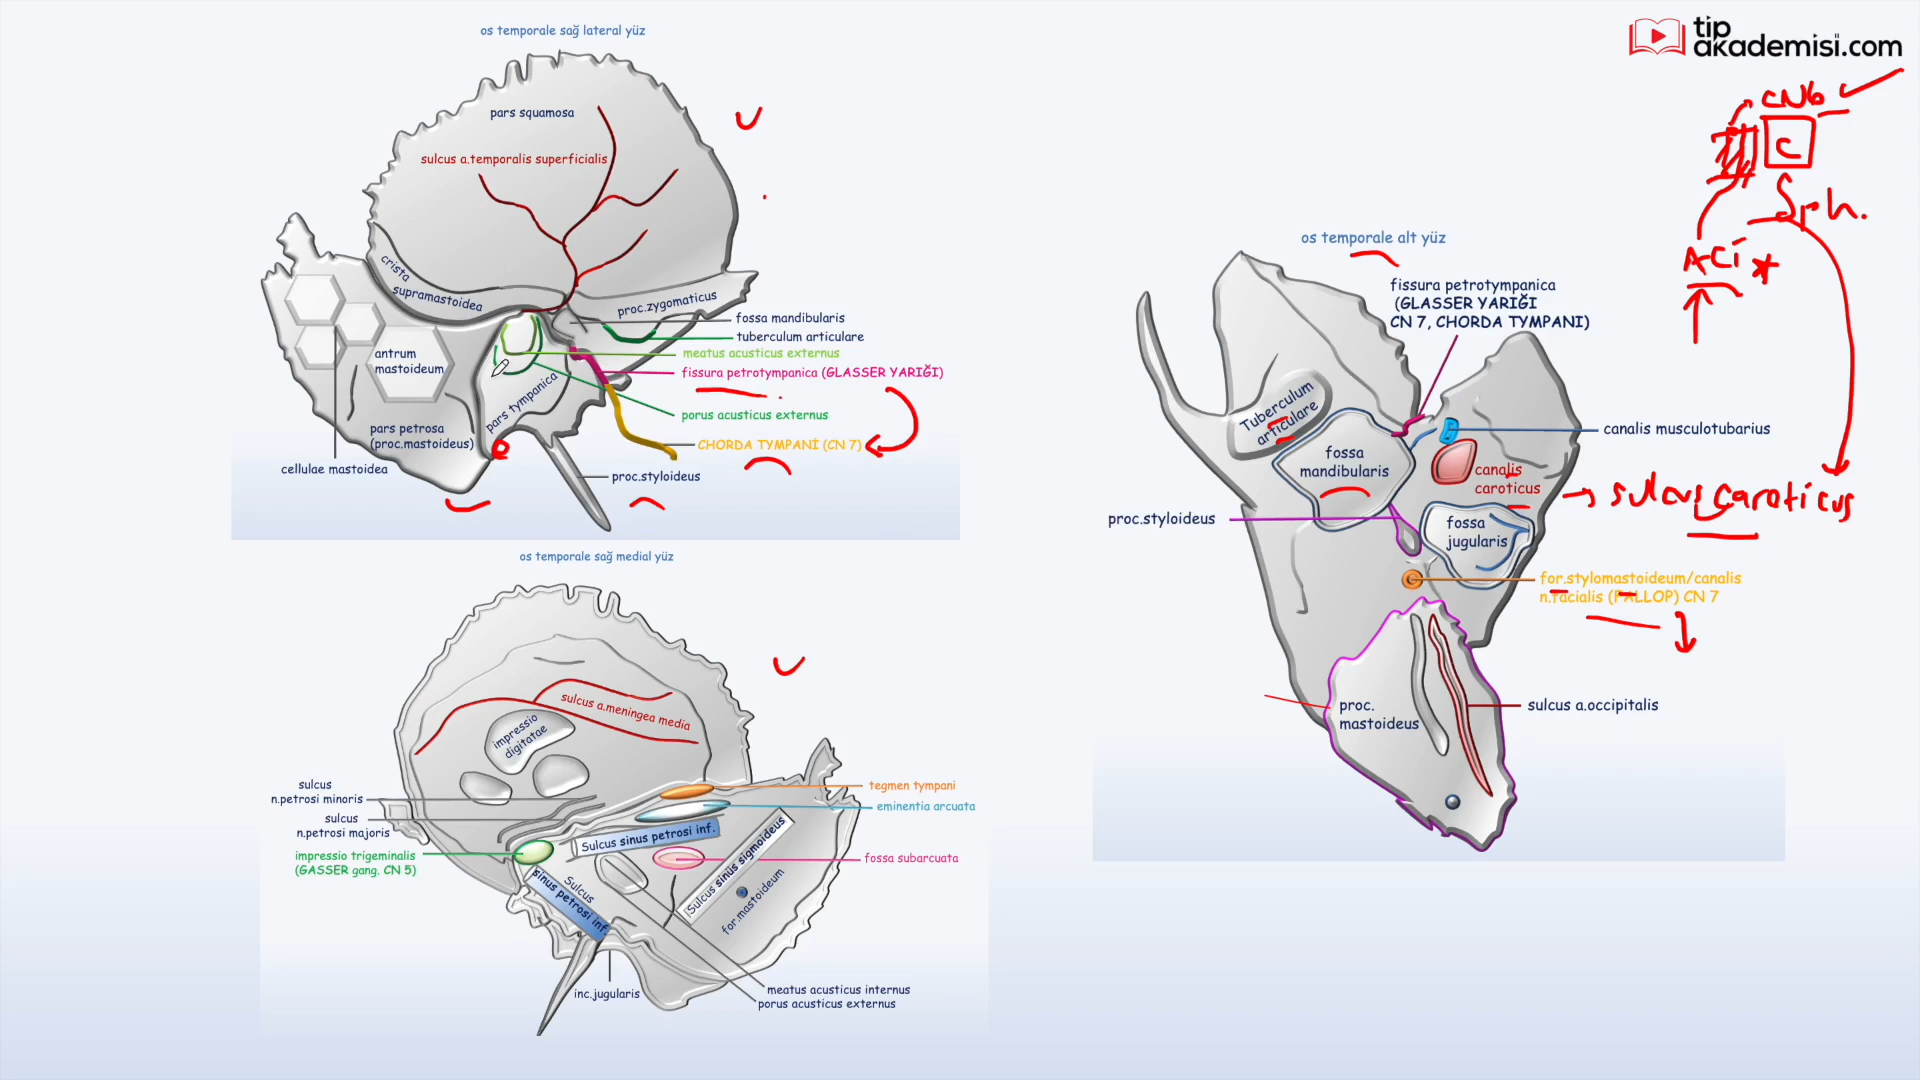 tıp
akademisi.com
os temporale sağ lateral yüz
pars squamosa
sulcus a.temporalis superficialis
crista
supramastoidea
proc.zygomaticus
fossa mandibularis
tuberculum articulare
meatus acusticus externus
fissura petrotympanica (GLASSER YARIĞI)
porus acusticus externus
CHORDA TYMPANİ (CN 7)
proc.styloideus
antrum
mastoideum
pars tympanica
pars petrosa
(proc.mastoideus)
cellulae mastoidea
os temporale sağ medial yüz
sulcus a.meningea media
impressio
digitatae
sulcus
n.petrosi minoris
sulcus
n.petrosi majoris
impressio trigeminalis
(GASSER gang. CN 5)
tegmen tympani
eminentia arcuata
Sulcus sinus petrosi inf.
fossa subarcuata
Sulcus sinus sigmoideus
for.mastoideum
Sulcus
sinus petrosi inf.
inc.jugularis
meatus acusticus internus
porus acusticus externus
os temporale alt yüz
fissura petrotympanica
(GLASSER YARIĞI
CN 7, CHORDA TYMPANI)
Tuberculum
articulare
fossa
mandibularis
canalis musculotubarius
canalis
caroticus
proc.styloideus
fossa
jugularis
for.stylomastoideum/canalis
n.facialis (FALLOP) CN 7
proc.
mastoideus
sulcus a.occipitalis
CN6
C
Sph.
ACi
sulcus caroticus